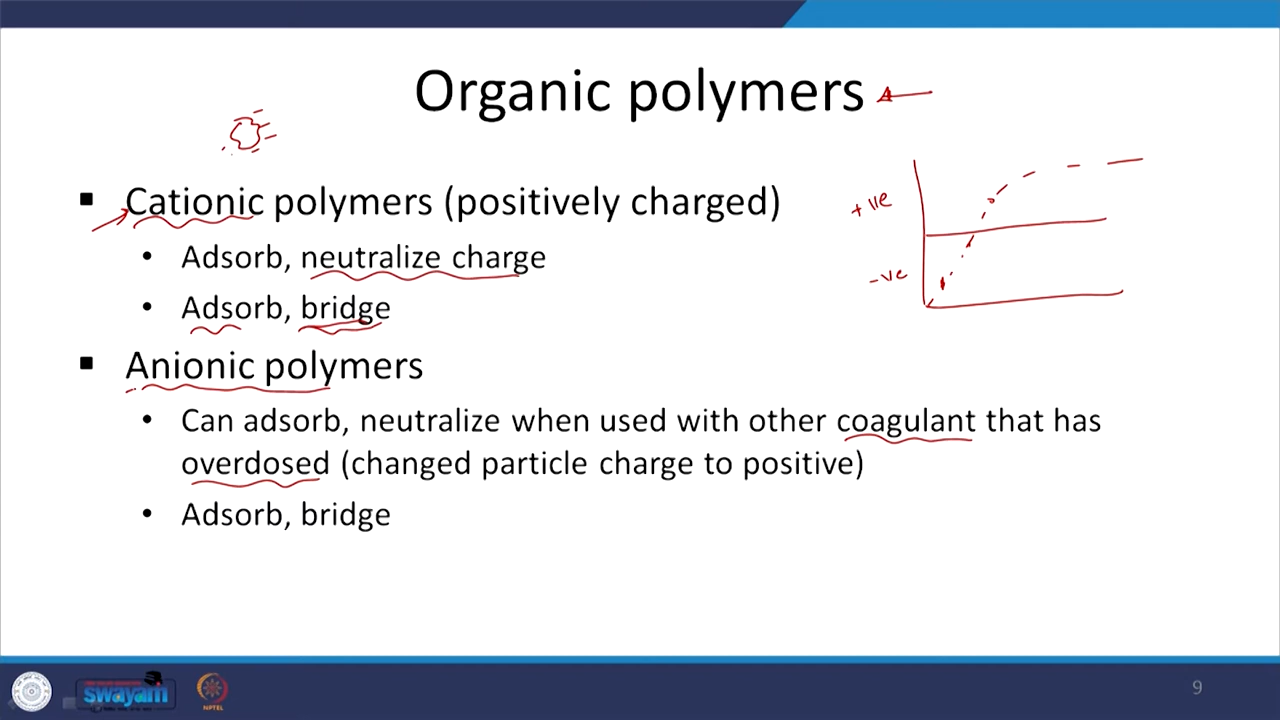 Organic polymers
▪ Cationic polymers (positively charged)
• Adsorb, neutralize charge
• Adsorb, bridge
▪ Anionic polymers
• Can adsorb, neutralize when used with other coagulant that has
overdosed (changed particle charge to positive)
• Adsorb, bridge
+ve
-ve
swayam
NPTEL
9